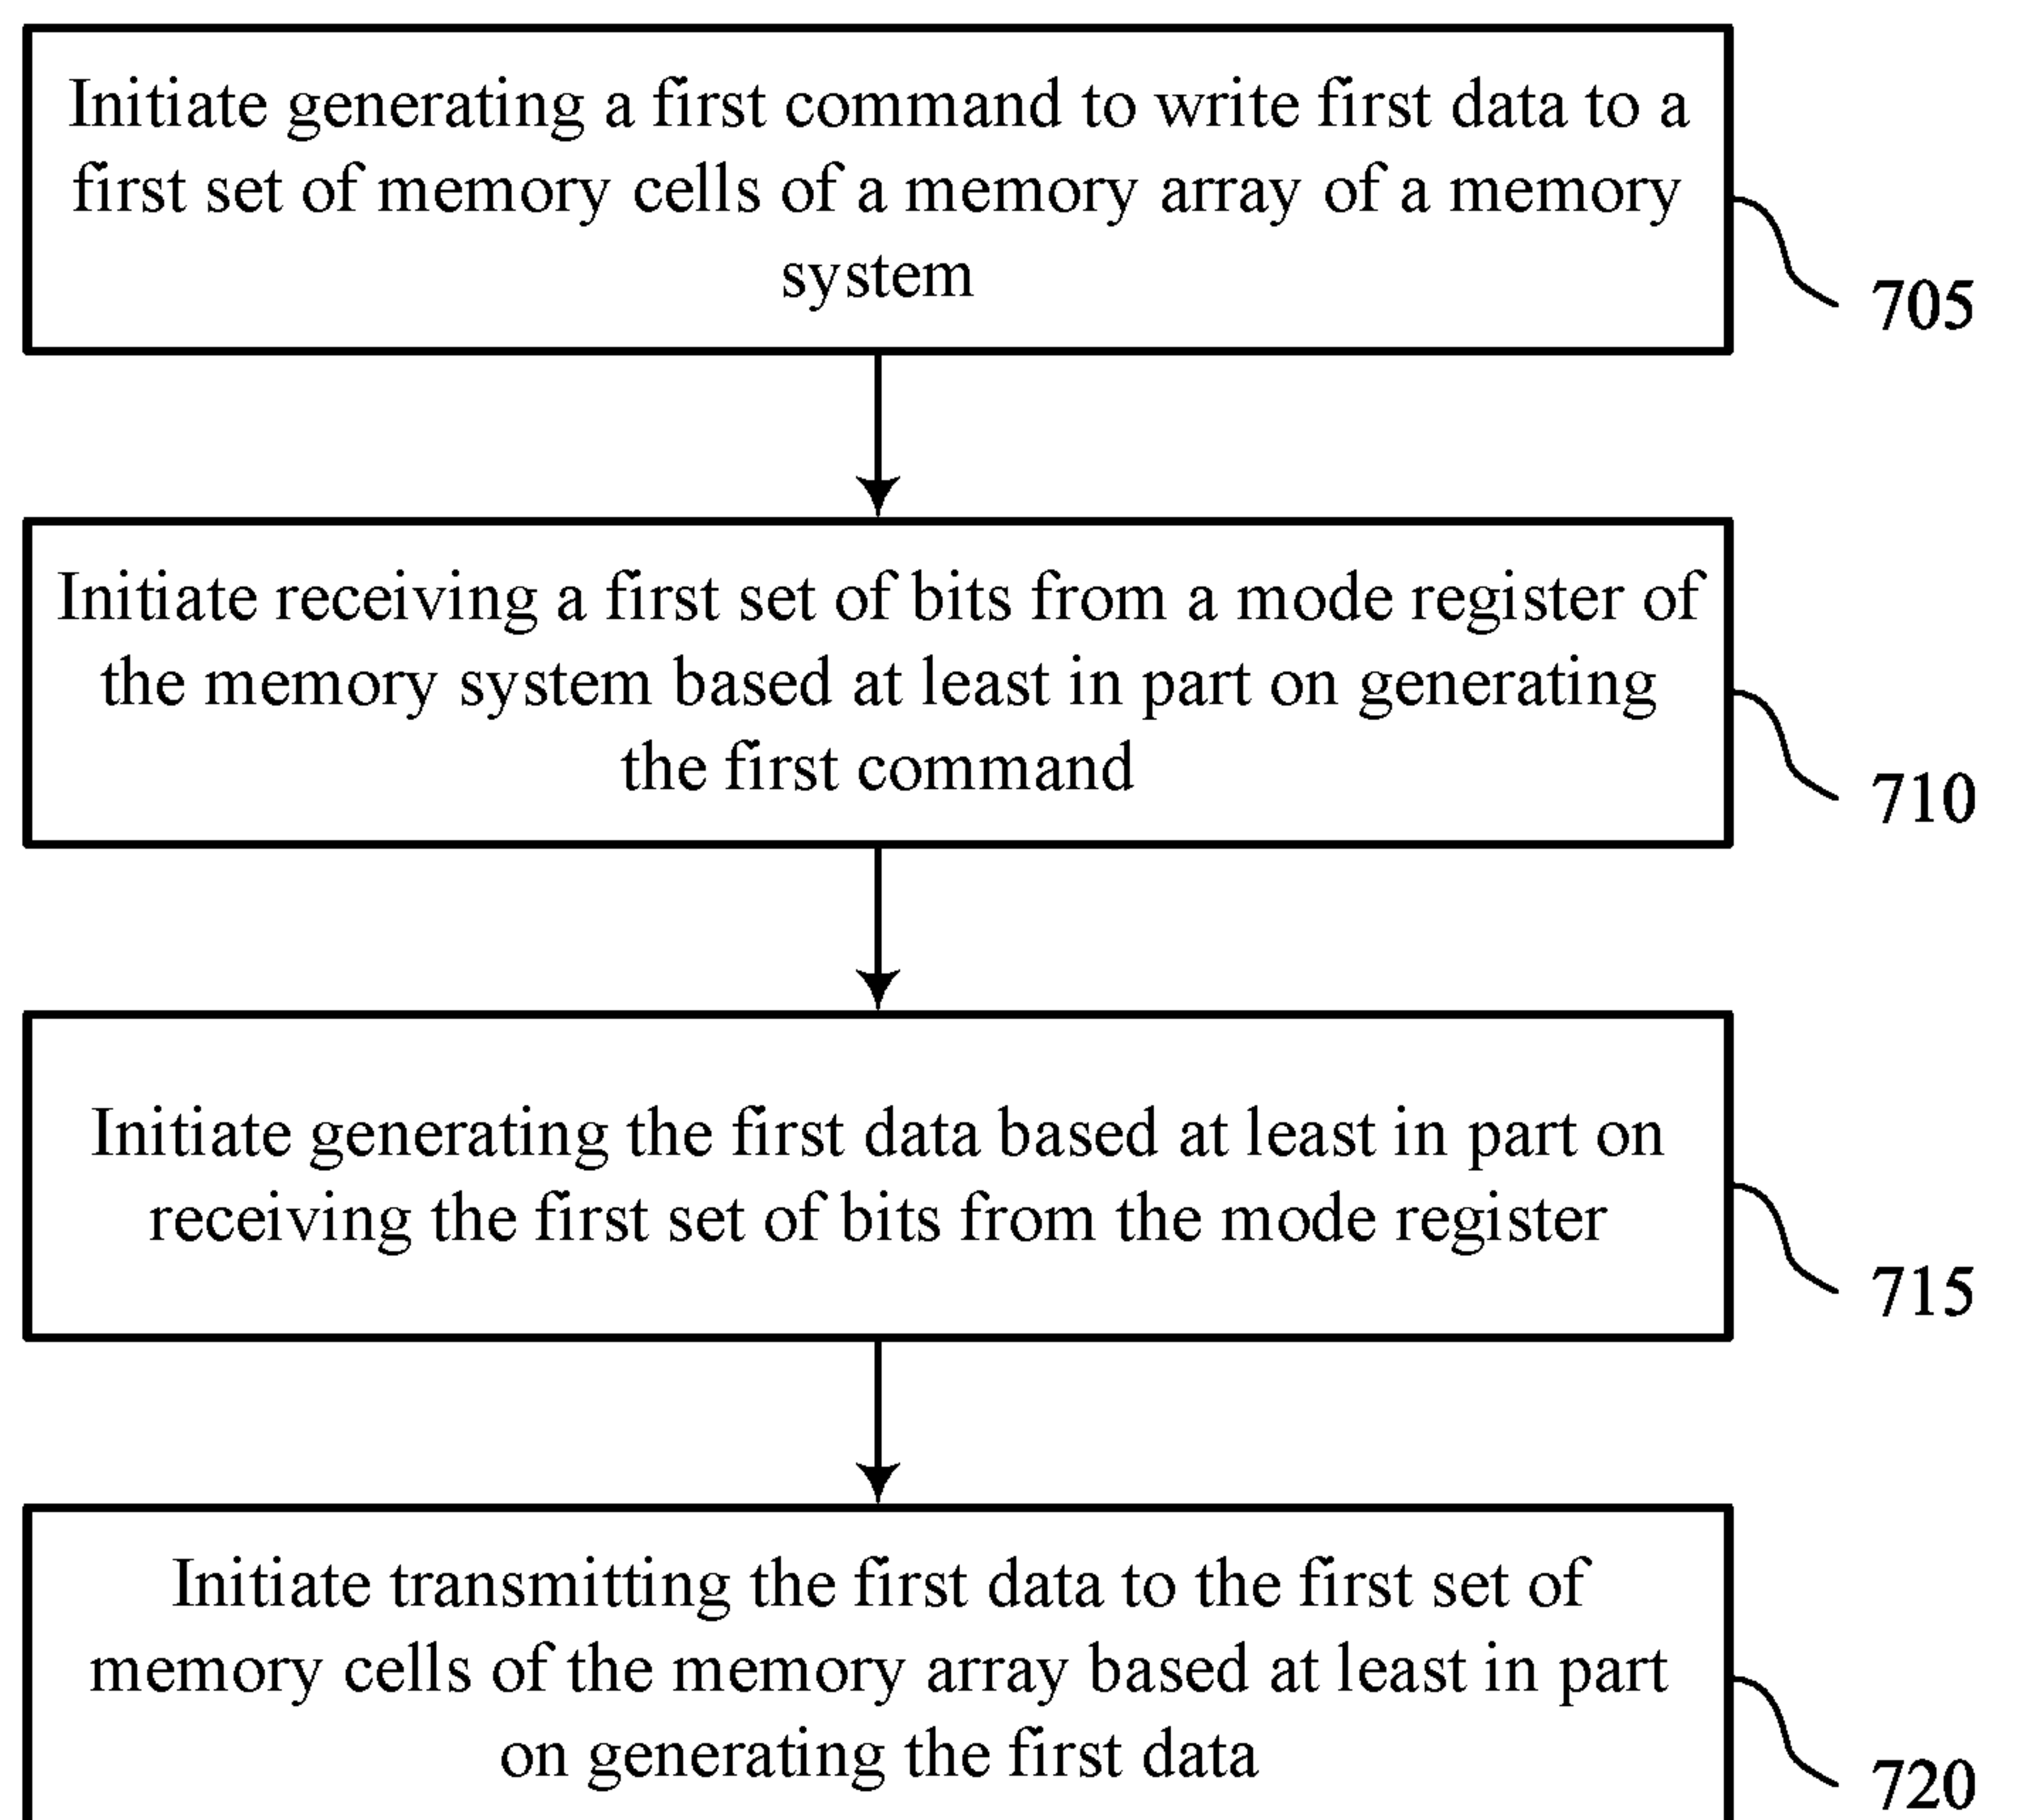 Initiate generating a first command to write first data to a
first set of memory cells of a memory array of a memory
system
705
Initiate receiving a first set of bits from a mode register of
the memory system based at least in part on generating
the first command
710
Initiate generating the first data based at least in part on
receiving the first set of bits from the mode register
715
Initiate transmitting the first data to the first set of
memory cells of the memory array based at least in part
on generating the first data
720